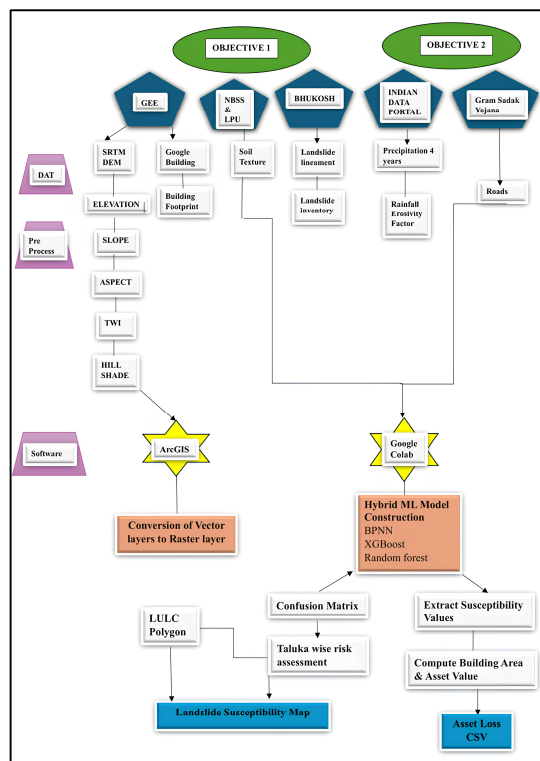 OBJECTIVE 1
OBJECTIVE 2
GEE
NBSS
&
LPU
BHUKOSH
INDIAN
DATA
PORTAL
Gram Sadak
Yojana
DAT
SRTM
DEM
Google
Building
Soil
Texture
Landslide
lineament
Precipitation 4
years
Roads
ELEVATION
Building
Footprint
Landslide
inventory
Rainfall
Erosivity
Factor
Pre
Process
SLOPE
ASPECT
TWI
HILL
SHADE
Software
ArcGIS
Google
Colab
Conversion of Vector
layers to Raster layer
Hybrid ML Model
Construction
BPNN
XGBoost
Random forest
Confusion Matrix
Extract Susceptibility
Values
LULC
Polygon
Taluka wise risk
assessment
Compute Building Area
& Asset Value
Landslide Susceptibility Map
Asset Loss
CSV